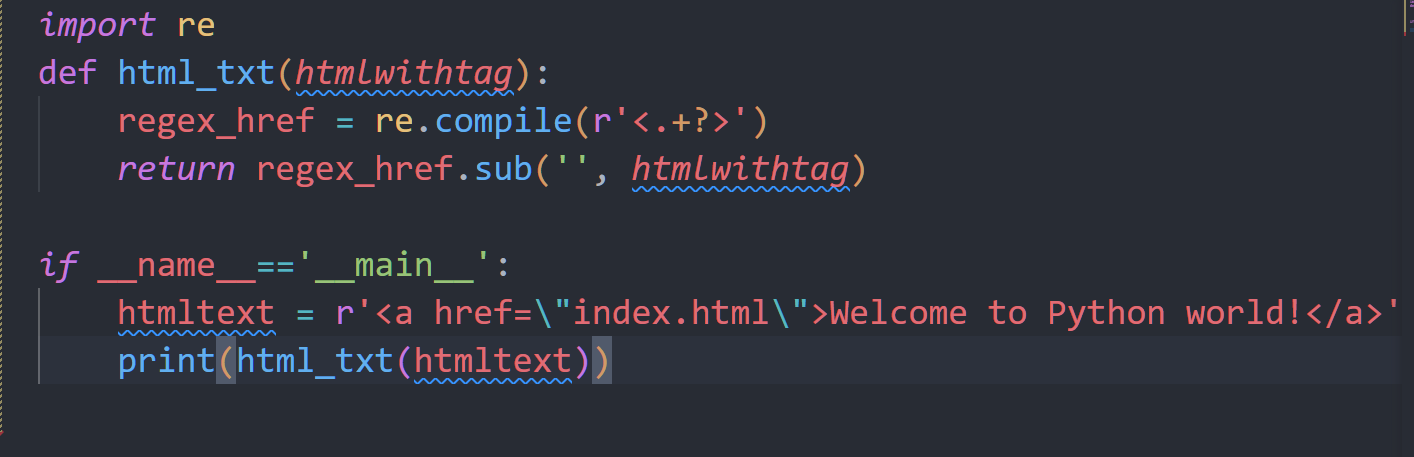 import re
def html_txt(htmlwithtag):
    regex_href = re.compile(r'<.+?>')
    return regex_href.sub('', htmlwithtag)

if __name__=='__main__':
    htmltext = r'<a href=\"index.html\">Welcome to Python world!</a>'
    print(html_txt(htmltext))